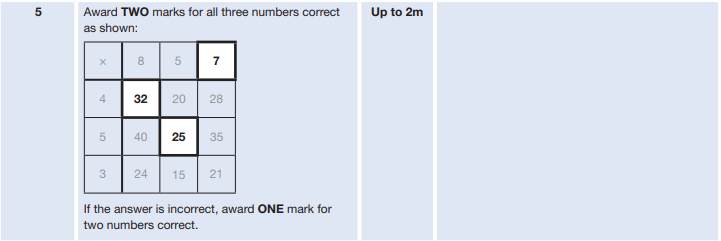 5
Award TWO marks for all three numbers correct
as shown:
Up to 2m
× 8 5 7
4 32 20 28
5 40 25 35
3 24 15 21
If the answer is incorrect, award ONE mark for
two numbers correct.